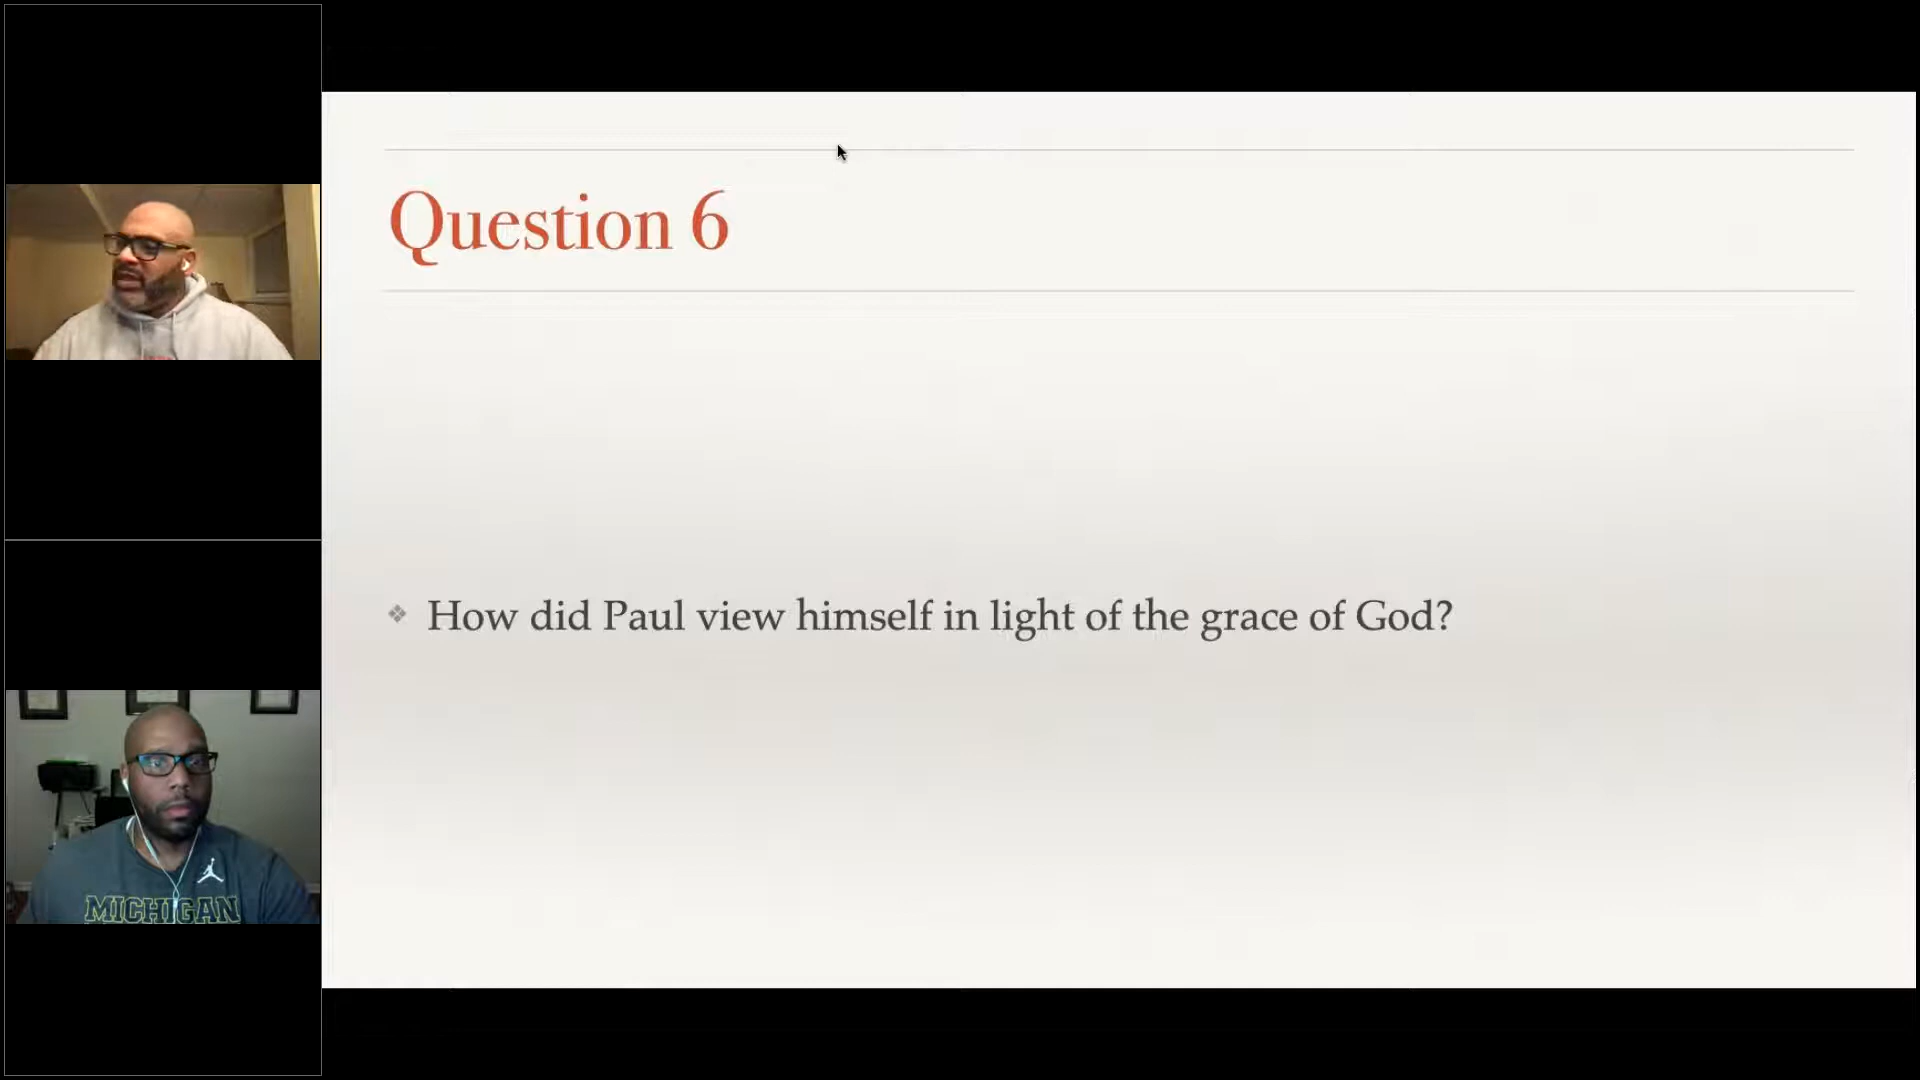 Question 6
How did Paul view himself in light of the grace of God?
MICHIGAN